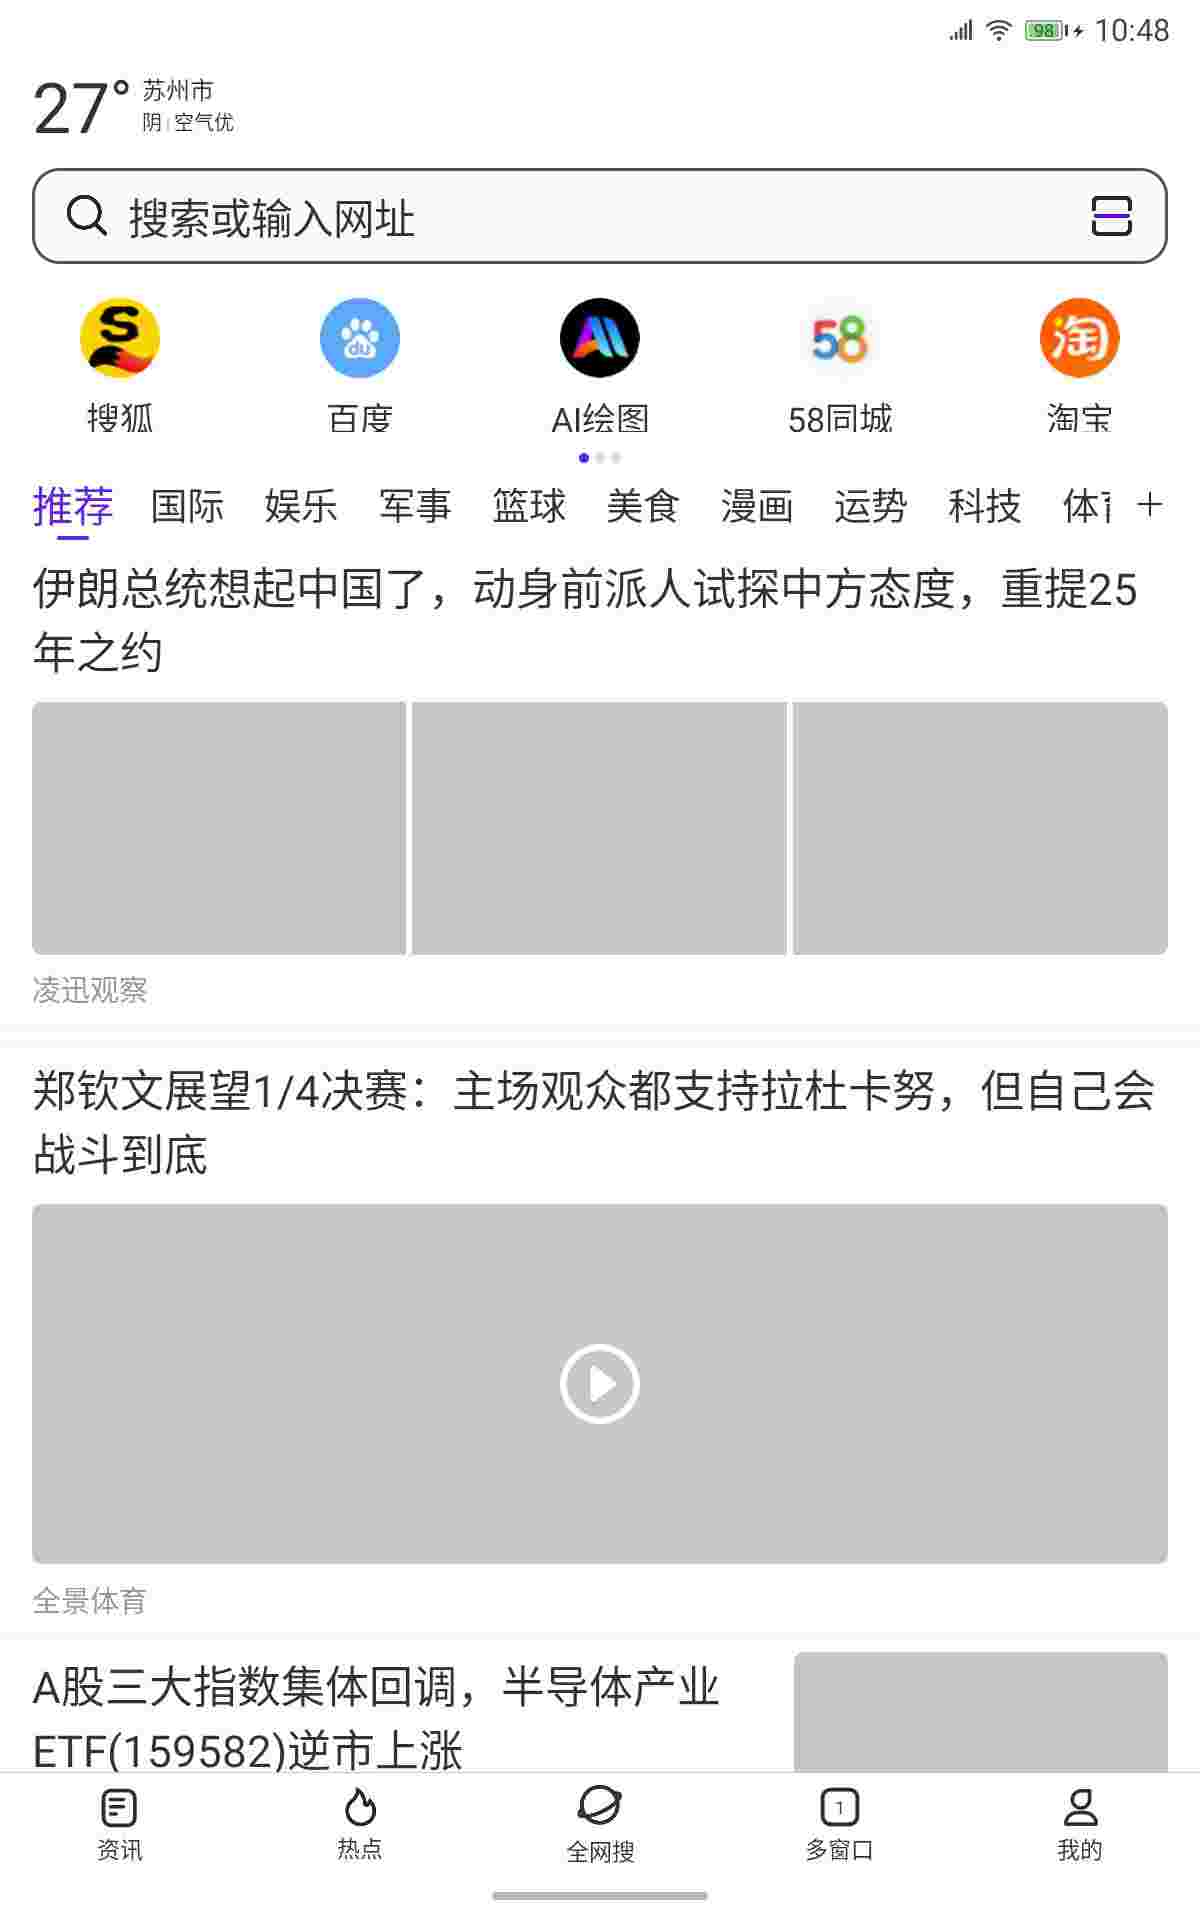 98 10:48
27° 苏州市
阴 | 空气优
搜索或输入网址
S du AI 58 淘
搜狐 百度 AI绘图 58同城 淘宝
推荐 国际 娱乐 军事 篮球 美食 漫画 运势 科技 体 +
伊朗总统想起中国了，动身前派人试探中方态度，重提25
年之约
凌迅观察
郑钦文展望1/4决赛：主场观众都支持拉杜卡努，但自己会
战斗到底
全景体育
A股三大指数集体回调，半导体产业
ETF(159582)逆市上涨
1
资讯 热点 全网搜 多窗口 我的